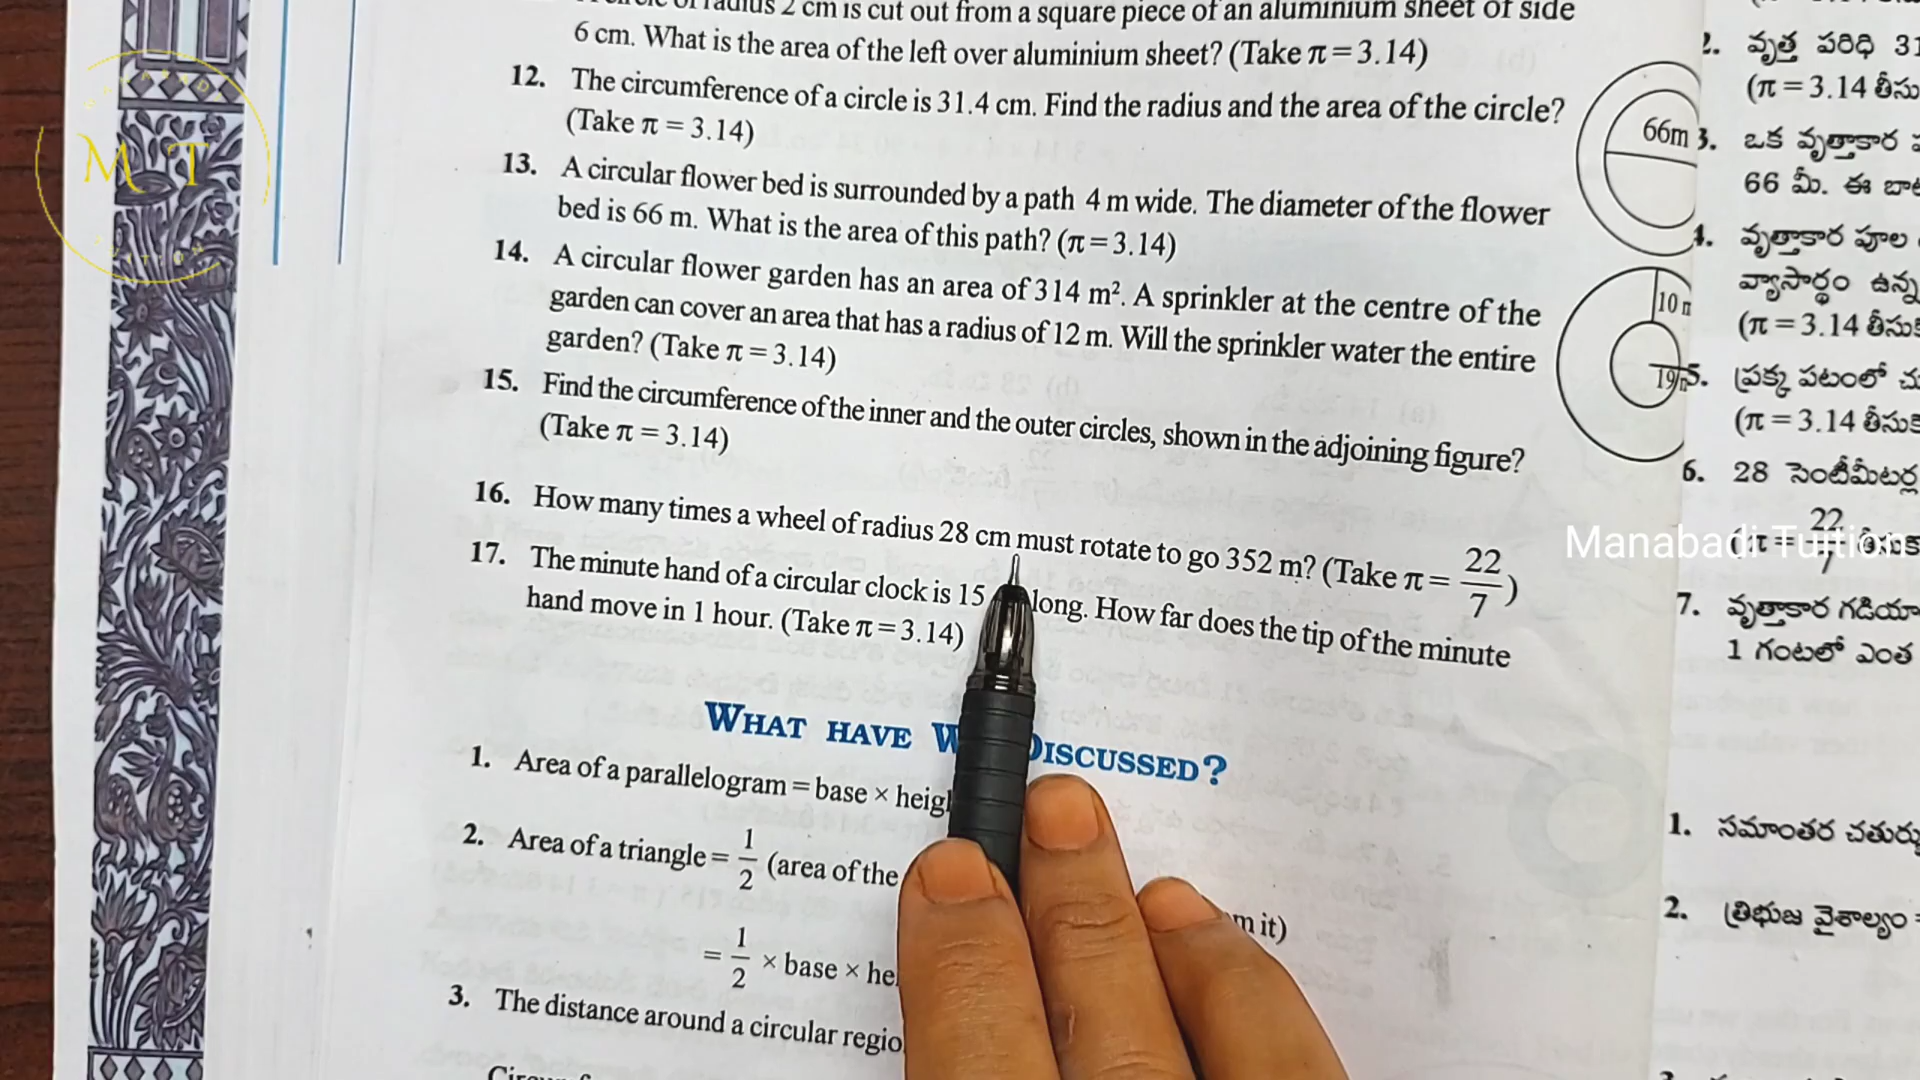 of radius 2 cm is cut out from a square piece of an aluminium sheet of side
6 cm. What is the area of the left over aluminium sheet? (Take π = 3.14)
12. The circumference of a circle is 31.4 cm. Find the radius and the area of the circle?
(Take π = 3.14)
13. A circular flower bed is surrounded by a path 4 m wide. The diameter of the flower
bed is 66 m. What is the area of this path? (π = 3.14)
66m
14. A circular flower garden has an area of 314 m². A sprinkler at the centre of the
garden can cover an area that has a radius of 12 m. Will the sprinkler water the entire
garden? (Take π = 3.14)
10
19
15. Find the circumference of the inner and the outer circles, shown in the adjoining figure?
(Take π = 3.14)
16. How many times a wheel of radius 28 cm must rotate to go 352 m? (Take π = 22/7)
17. The minute hand of a circular clock is 15 long. How far does the tip of the minute
hand move in 1 hour. (Take π = 3.14)
WHAT HAVE DISCUSSED?
1. Area of a parallelogram = base ×
2. Area of a triangle = 1/2 (area of the
it)
= 1/2 × base ×
3. The distance around a circular
2. వృత్త పరిధి
(π = 3.14
3. ఒక వృత్తాకార
66 మీ. ఈ
4. వృత్తాకార పూల
వ్యాసార్థం ఉన్న
(π = 3.14
5. ప్రక్క పటంలో
(π = 3.14
6. 28 సెంటీమీటర్ల
22/7
7. వృత్తాకార
1 గంటలో ఎంత
1. సమాంతర
2. త్రిభుజ వైశాల్యం
M T
Manabadi Tuition